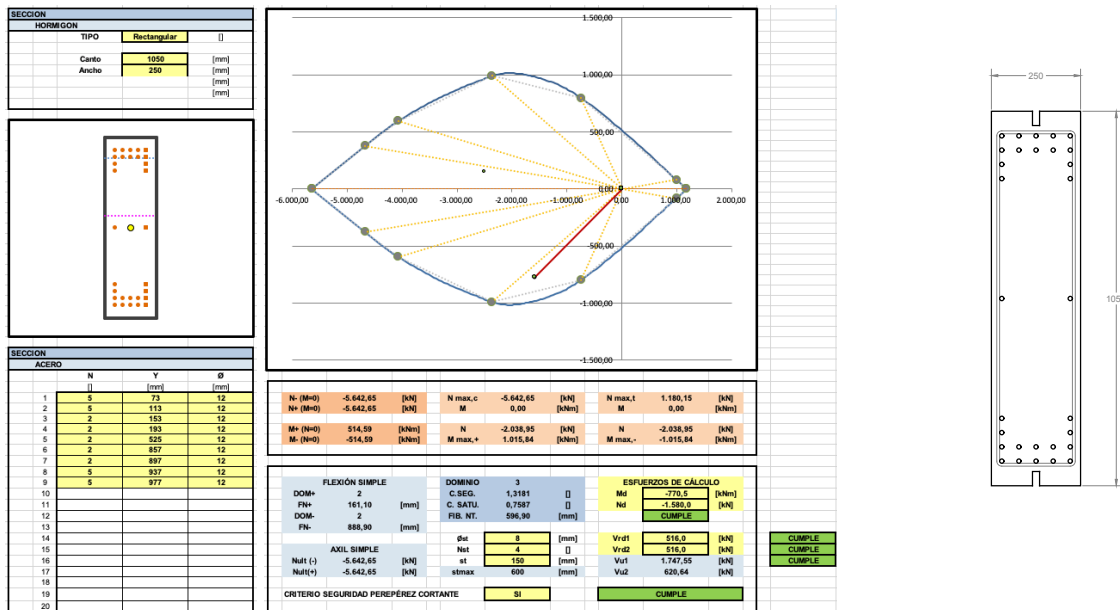 SECCION
HORMIGON
TIPO Rectangular []
Canto 1050 [mm]
Ancho 250 [mm]
[mm]
[mm]
1.500,00
1.000,00
500,00
0,00
-6.000,00 -5.000,00 -4.000,00 -3.000,00 -2.000,00 -1.000,00 0,00 1.000,00 2.000,00
-500,00
-1.000,00
-1.500,00
250
105
SECCION
ACERO
N Y Ø
[] [mm] [mm]
1 5 73 12
2 5 113 12
3 2 153 12
4 2 193 12
5 2 525 12
6 2 857 12
7 2 897 12
8 5 937 12
9 5 977 12
10
11
12
13
14
15
16
17
18
19
20
N- (M=0) -5.642,65 [kN] N max,c -5.642,65 [kN] N max,t 1.180,15 [kN]
N+ (M=0) -5.642,65 [kN] M 0,00 [kNm] M 0,00 [kNm]
M+ (N=0) 514,59 [kNm] N -2.038,95 [kN] N -2.038,95 [kN]
M- (N=0) -514,59 [kNm] M max,+ 1.015,84 [kNm] M max,- -1.015,84 [kNm]
FLEXIÓN SIMPLE DOMINIO 3 ESFUERZOS DE CÁLCULO
DOM+ 2 C.SEG. 1,3181 [] Md -770,5 [kNm]
FN+ 161,10 [mm] C. SATU. 0,7587 [] Nd -1.580,0 [kN]
DOM- 2 FIB. NT. 596,90 [mm] CUMPLE
FN- 888,90 [mm]
Øst 8 [mm] Vrd1 516,0 [kN] CUMPLE
AXIL SIMPLE Nst 4 [] Vrd2 516,0 [kN] CUMPLE
Nult (-) -5.642,65 [kN] st 150 [mm] Vu1 1.747,55 [kN] CUMPLE
Nult(+) -5.642,65 [kN] stmax 600 [mm] Vu2 620,64 [kN]
CRITERIO SEGURIDAD PEREPÉREZ CORTANTE SI CUMPLE